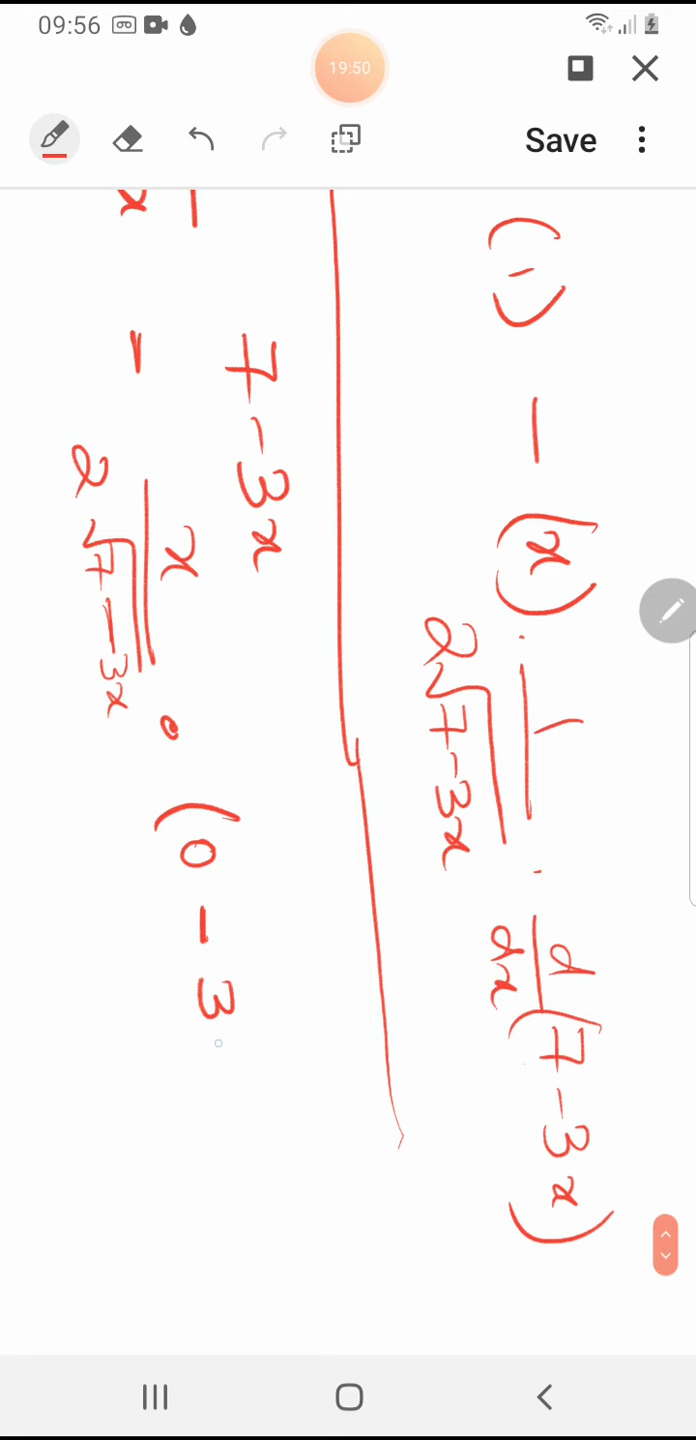 09:56
19:50
Save
(1) - (x) . 1 / 2√7-3x . d/dx (7-3x)
7-3x
x - x / 2√7-3x • (0 - 3